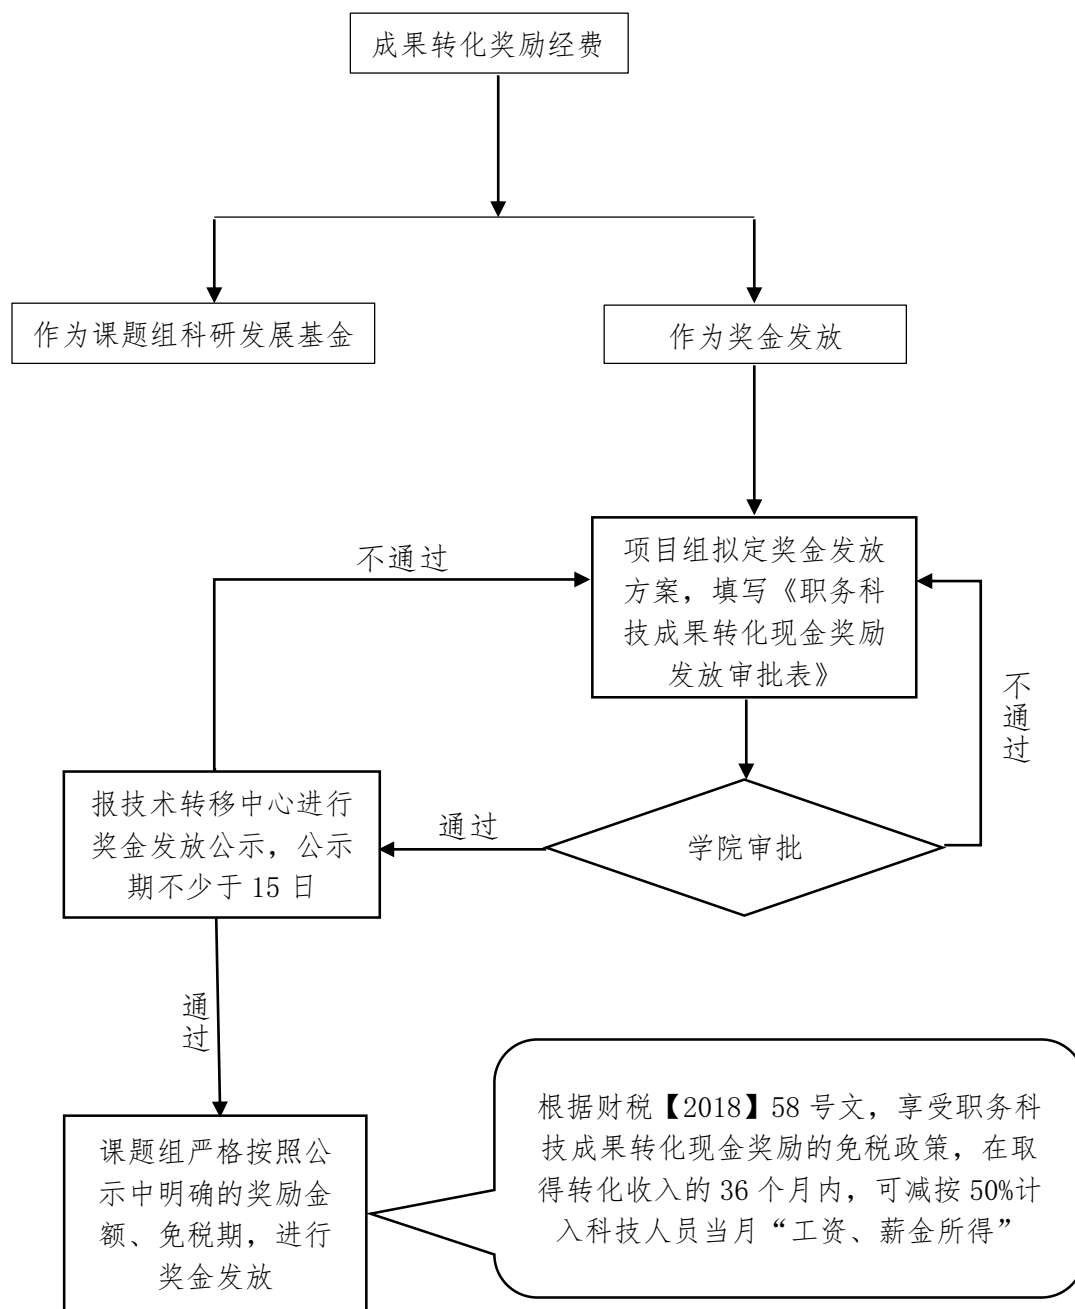 成果转化奖励经费
作为课题组科研发展基金
作为奖金发放
项目组拟定奖金发放
方案，填写《职务科
技成果转化现金奖励
发放审批表》
不通过
不通过
学院审批
通过
报技术转移中心进行
奖金发放公示，公示
期不少于 15 日
通过
课题组严格按照公
示中明确的奖励金
额、免税期，进行
奖金发放
根据财税【2018】58 号文，享受职务科
技成果转化现金奖励的免税政策，在取
得转化收入的 36 个月内，可减按 50%计
入科技人员当月“工资、薪金所得”